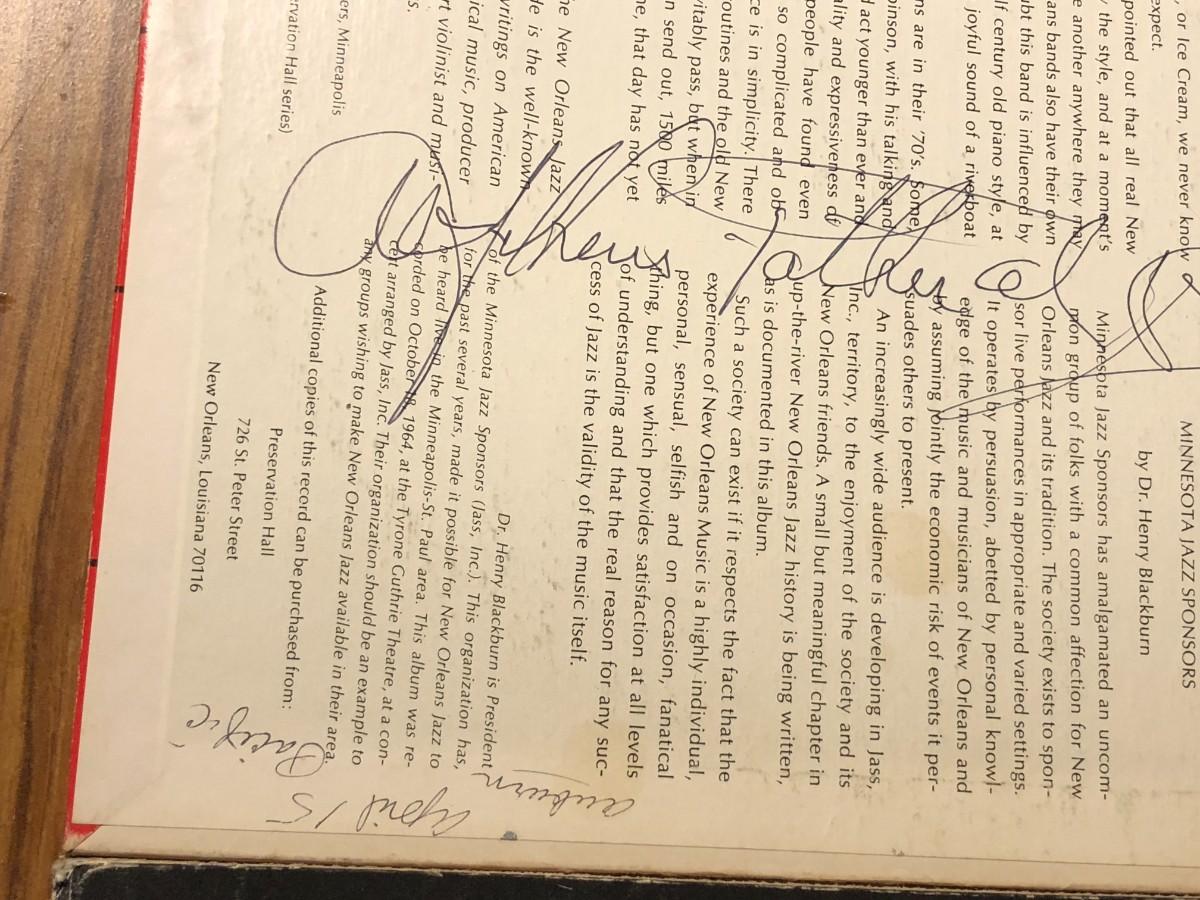 , or Ice Cream, we never know
expect.
pointed out that all real New
the style, and at a moment's
another anywhere they may
ans bands also have their own
ubt this band is influenced by
lf century old piano style, at
joyful sound of a riverboat
ns are in their '70's. Some,
binson, with his talking and
act younger than ever and
ality and expressiveness of
people have found even
so complicated and ob-
ce is in simplicity. There
routines and the old New
vitably pass, but when in
n send out, 1500 miles
ne, that day has not yet
ne New Orleans Jazz
de is the well-known
writings on American
ical music, producer
rt violinist and musi-
s.
ers, Minneapolis
ervation Hall series)
MINNESOTA JAZZ SPONSORS
by Dr. Henry Blackburn
Minnesota Jazz Sponsors has amalgamated an uncom-
mon group of folks with a common affection for New
Orleans Jazz and its tradition. The society exists to spon-
sor live performances in appropriate and varied settings.
It operates by persuasion, abetted by personal knowl-
edge of the music and musicians of New Orleans and
by assuming jointly the economic risk of events it per-
suades others to present.
An increasingly wide audience is developing in Jass,
Inc., territory, to the enjoyment of the society and its
New Orleans friends. A small but meaningful chapter in
up-the-river New Orleans Jazz history is being written,
as is documented in this album.
Such a society can exist if it respects the fact that the
experience of New Orleans Music is a highly individual,
personal, sensual, selfish and on occasion, fanatical
thing, but one which provides satisfaction at all levels
of understanding and that the real reason for any suc-
cess of Jazz is the validity of the music itself.
Dr. Henry Blackburn is President
of the Minnesota Jazz Sponsors (Jass, Inc.). This organization has,
for the past several years, made it possible for New Orleans Jazz to
be heard live in the Minneapolis-St. Paul area. This album was re-
corded on October 18, 1964, at the Tyrone Guthrie Theatre, at a con-
cert arranged by Jass, Inc. Their organization should be an example to
any groups wishing to make New Orleans Jazz available in their area.
Additional copies of this record can be purchased from:
Preservation Hall
726 St. Peter Street
New Orleans, Louisiana 70116
auburn
april 15
Pacific